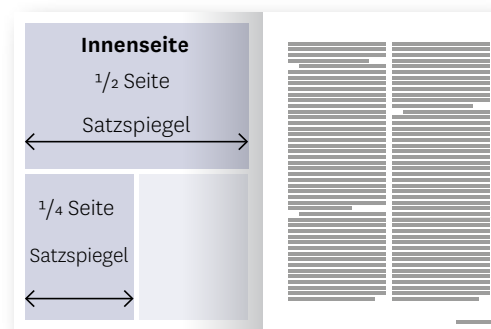 Innenseite
1/2 Seite
Satzspiegel
1/4 Seite
Satzspiegel